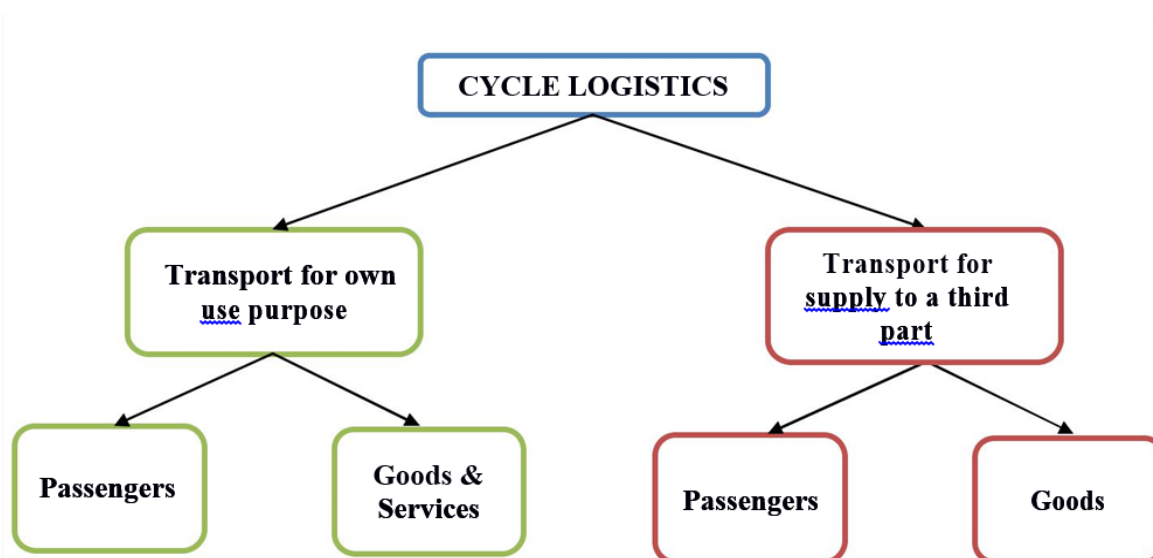 CYCLE LOGISTICS
Transport for own
use purpose
Transport for
supply to a third
part
Passengers
Goods &
Services
Passengers
Goods